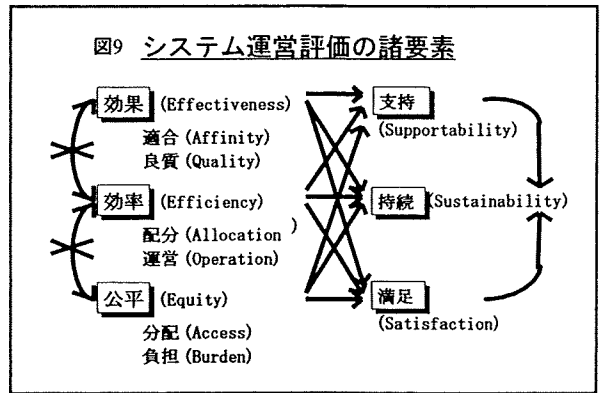 図9 システム運営評価の諸要素
効果 (Effectiveness)
適合 (Affinity)
良質 (Quality)
効率 (Efficiency)
配分 (Allocation )
運営 (Operation)
公平 (Equity)
分配 (Access)
負担 (Burden)
支持
(Supportability)
持続 (Sustainability)
満足
(Satisfaction)